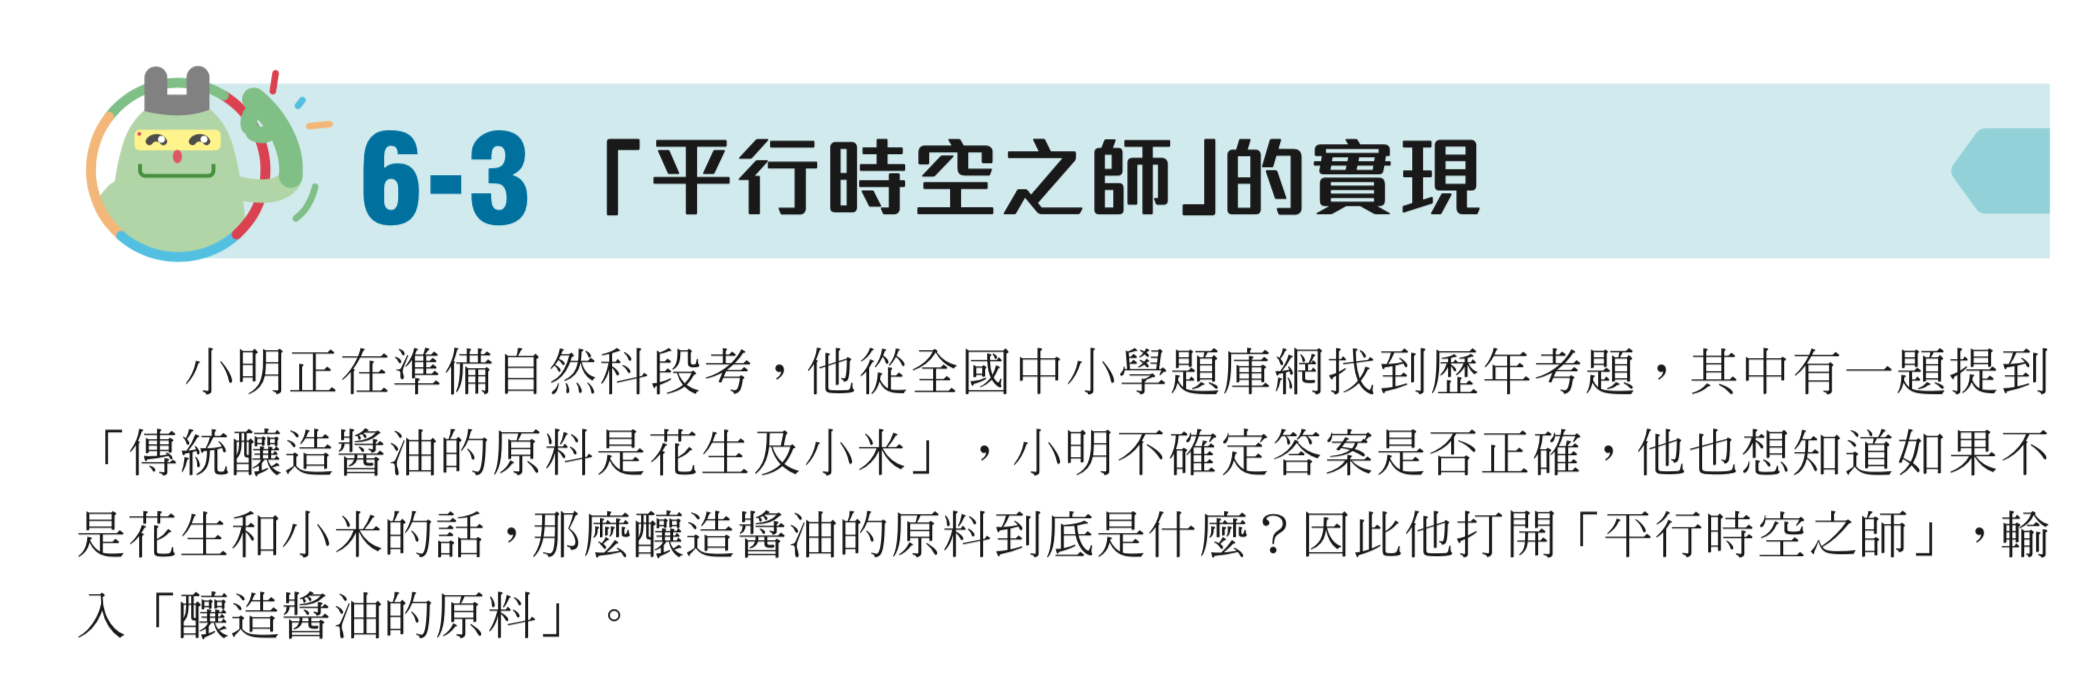 6-3 「平行時空之師」的實現
小明正在準備自然科段考，他從全國中小學題庫網找到歷年考題，其中有一題提到
「傳統釀造醬油的原料是花生及小米」，小明不確定答案是否正確，他也想知道如果不
是花生和小米的話，那麼釀造醬油的原料到底是什麼？因此他打開「平行時空之師」，輸
入「釀造醬油的原料」。